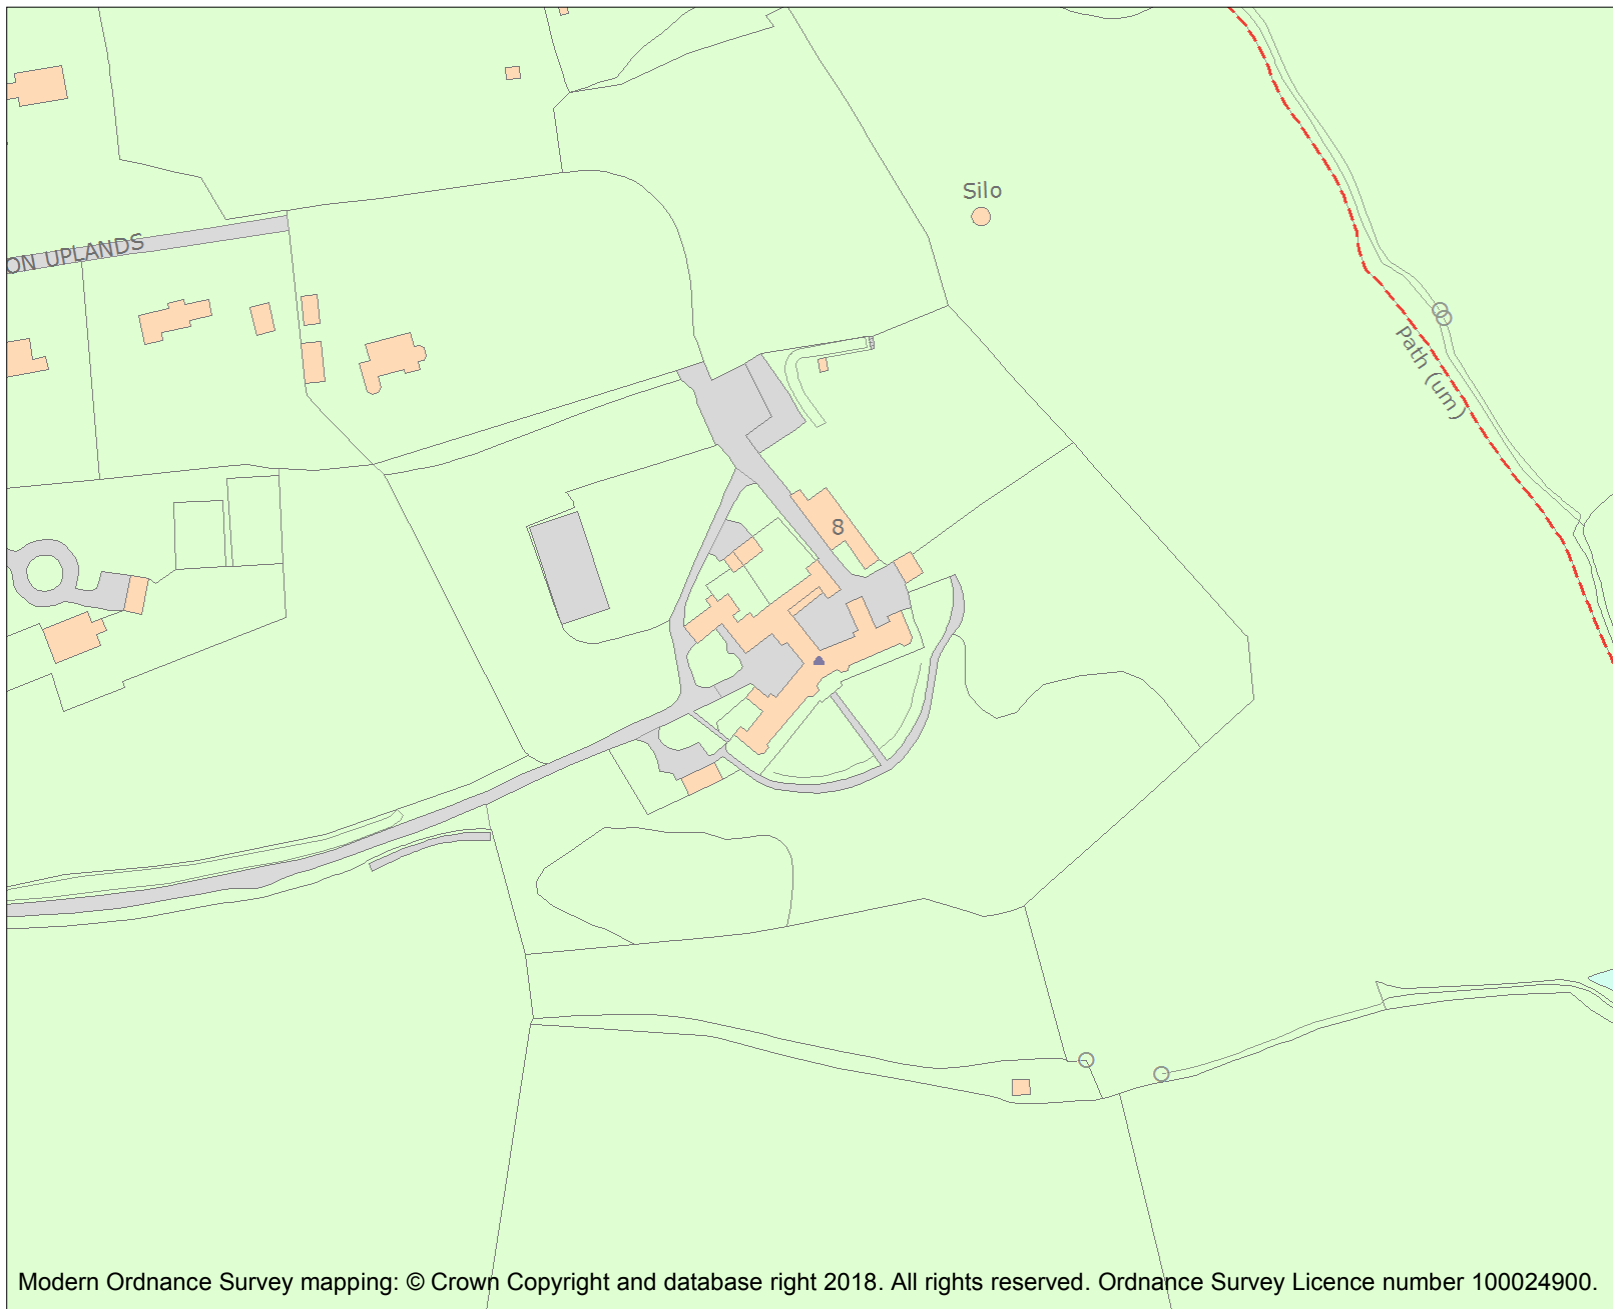 Silo
ON UPLANDS
Path (um)
8
Modern Ordnance Survey mapping: © Crown Copyright and database right 2018. All rights reserved. Ordnance Survey Licence number 100024900.